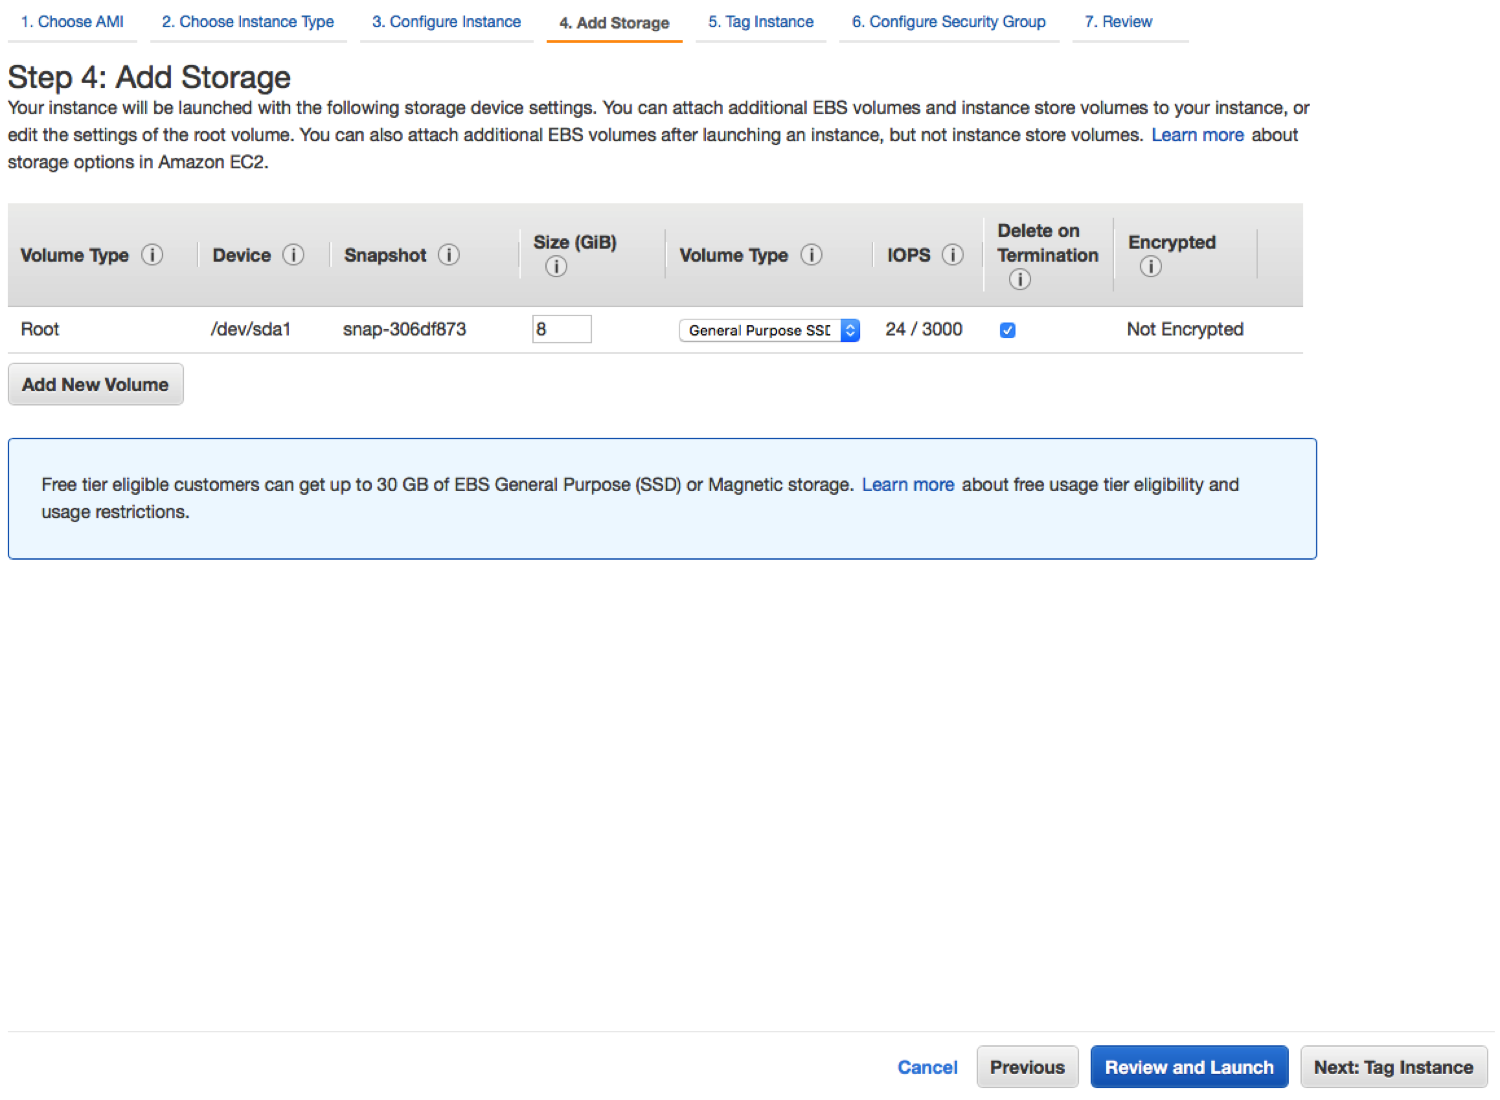 1. Choose AMI 2. Choose Instance Type 3. Configure Instance 4. Add Storage 5. Tag Instance 6. Configure Security Group 7. Review
Step 4: Add Storage
Your instance will be launched with the following storage device settings. You can attach additional EBS volumes and instance store volumes to your instance, or
edit the settings of the root volume. You can also attach additional EBS volumes after launching an instance, but not instance store volumes. Learn more about
storage options in Amazon EC2.
Volume Type i Device i Snapshot i Size (GiB) i Volume Type i IOPS i Delete on Termination i Encrypted i
Root /dev/sda1 snap-306df873 8 General Purpose SSD 24 / 3000 Not Encrypted
Add New Volume
Free tier eligible customers can get up to 30 GB of EBS General Purpose (SSD) or Magnetic storage. Learn more about free usage tier eligibility and
usage restrictions.
Cancel Previous Review and Launch Next: Tag Instance